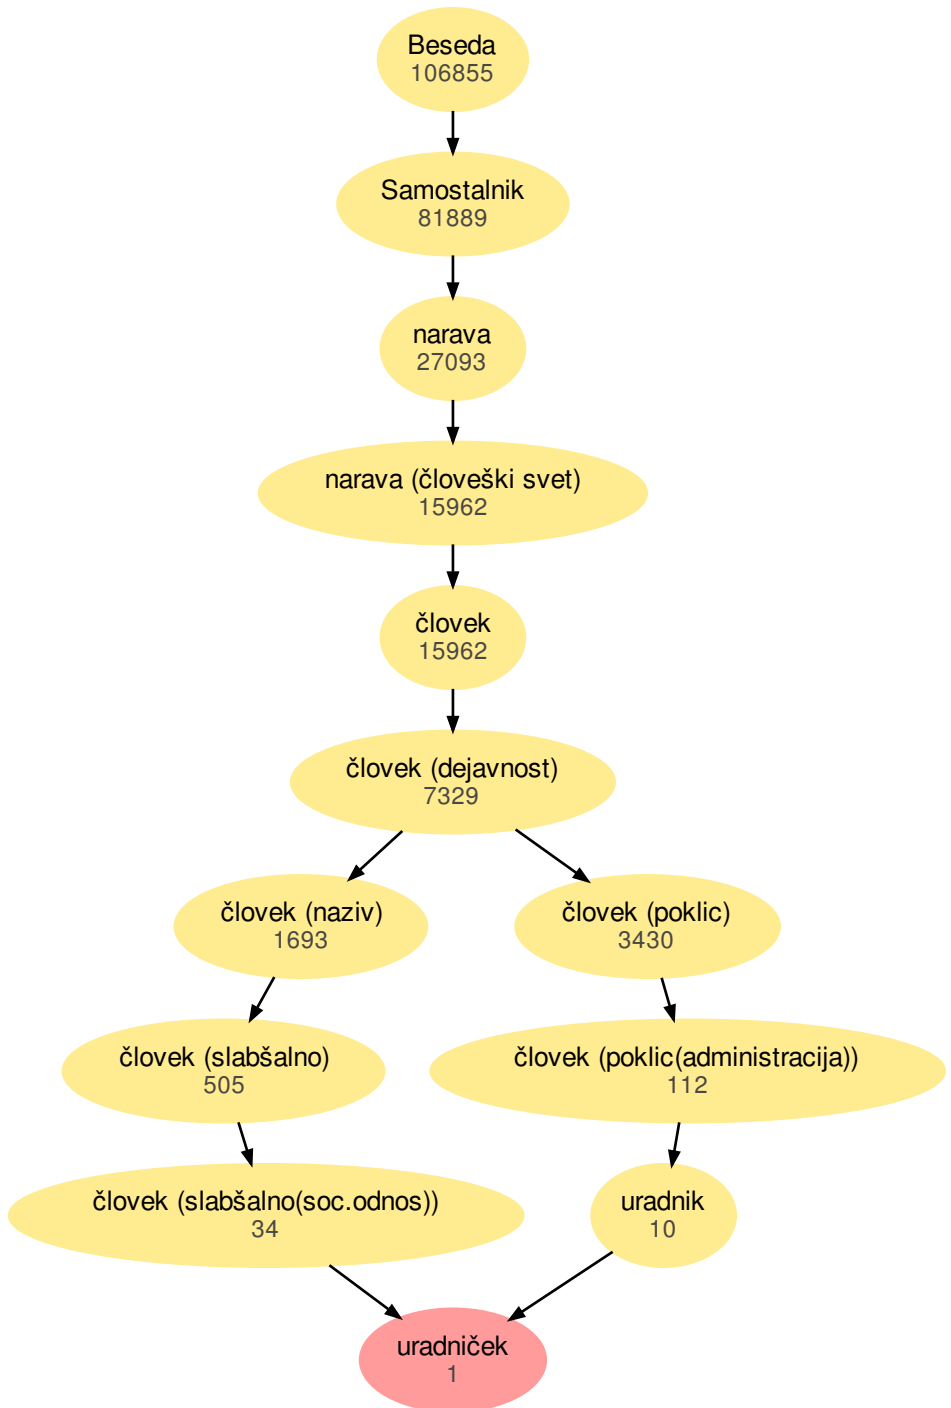 Beseda
106855
Samostalnik
81889
narava
27093
narava (človeški svet)
15962
človek
15962
človek (dejavnost)
7329
človek (naziv)
1693
človek (poklic)
3430
človek (slabšalno)
505
človek (poklic(administracija))
112
človek (slabšalno(soc.odnos))
34
uradnik
10
uradniček
1